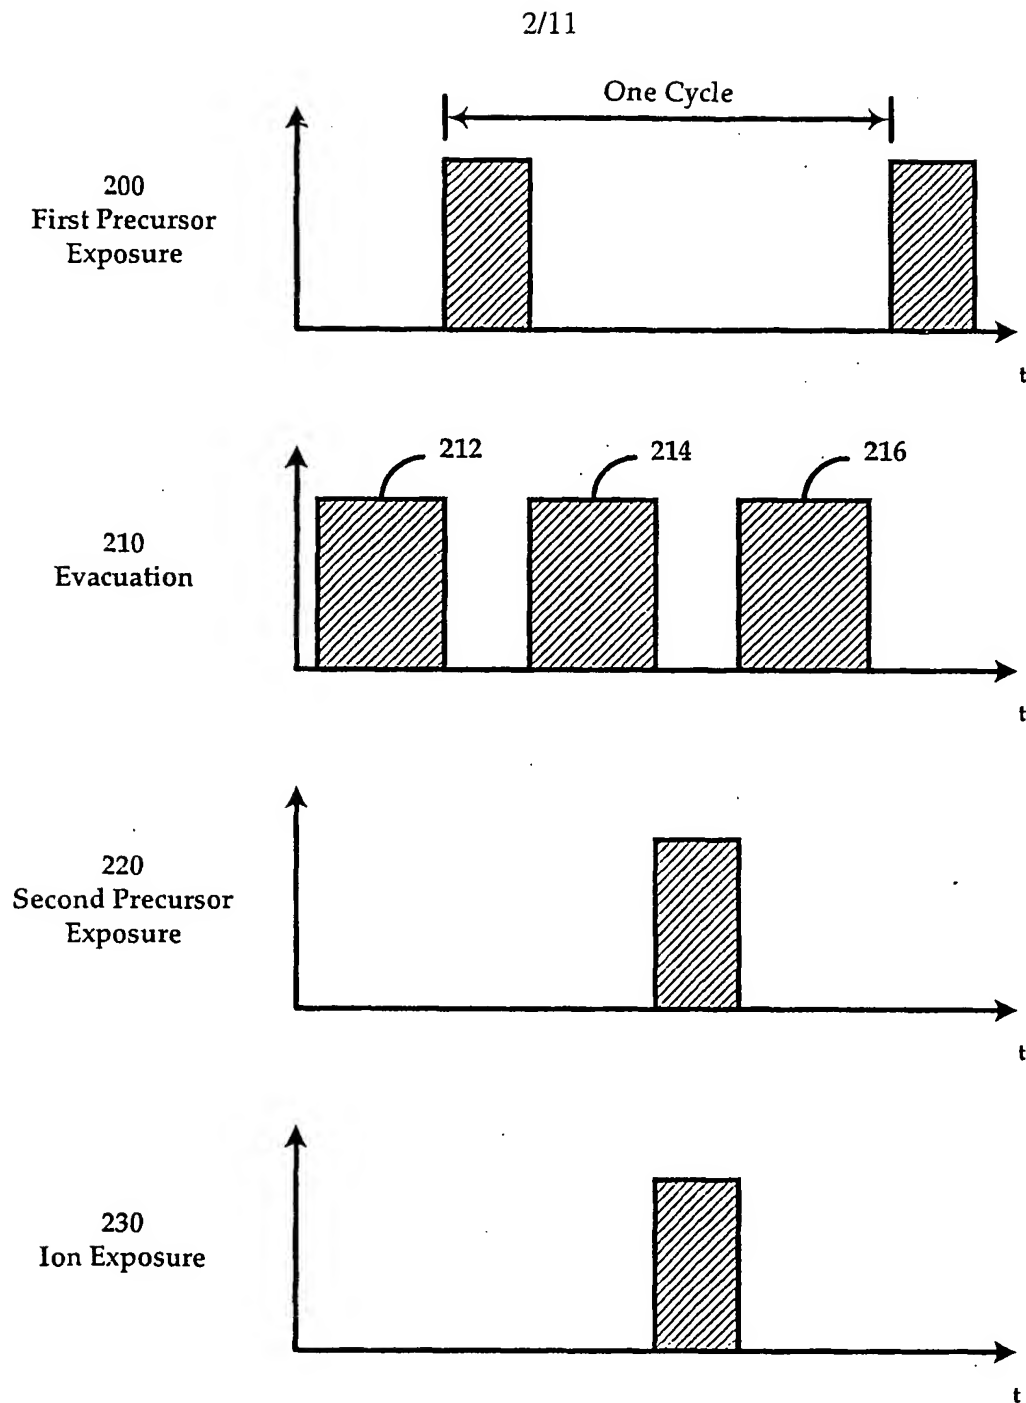 2/11
One Cycle
200
First Precursor
Exposure
t
212
214
216
210
Evacuation
t
220
Second Precursor
Exposure
t
230
Ion Exposure
t